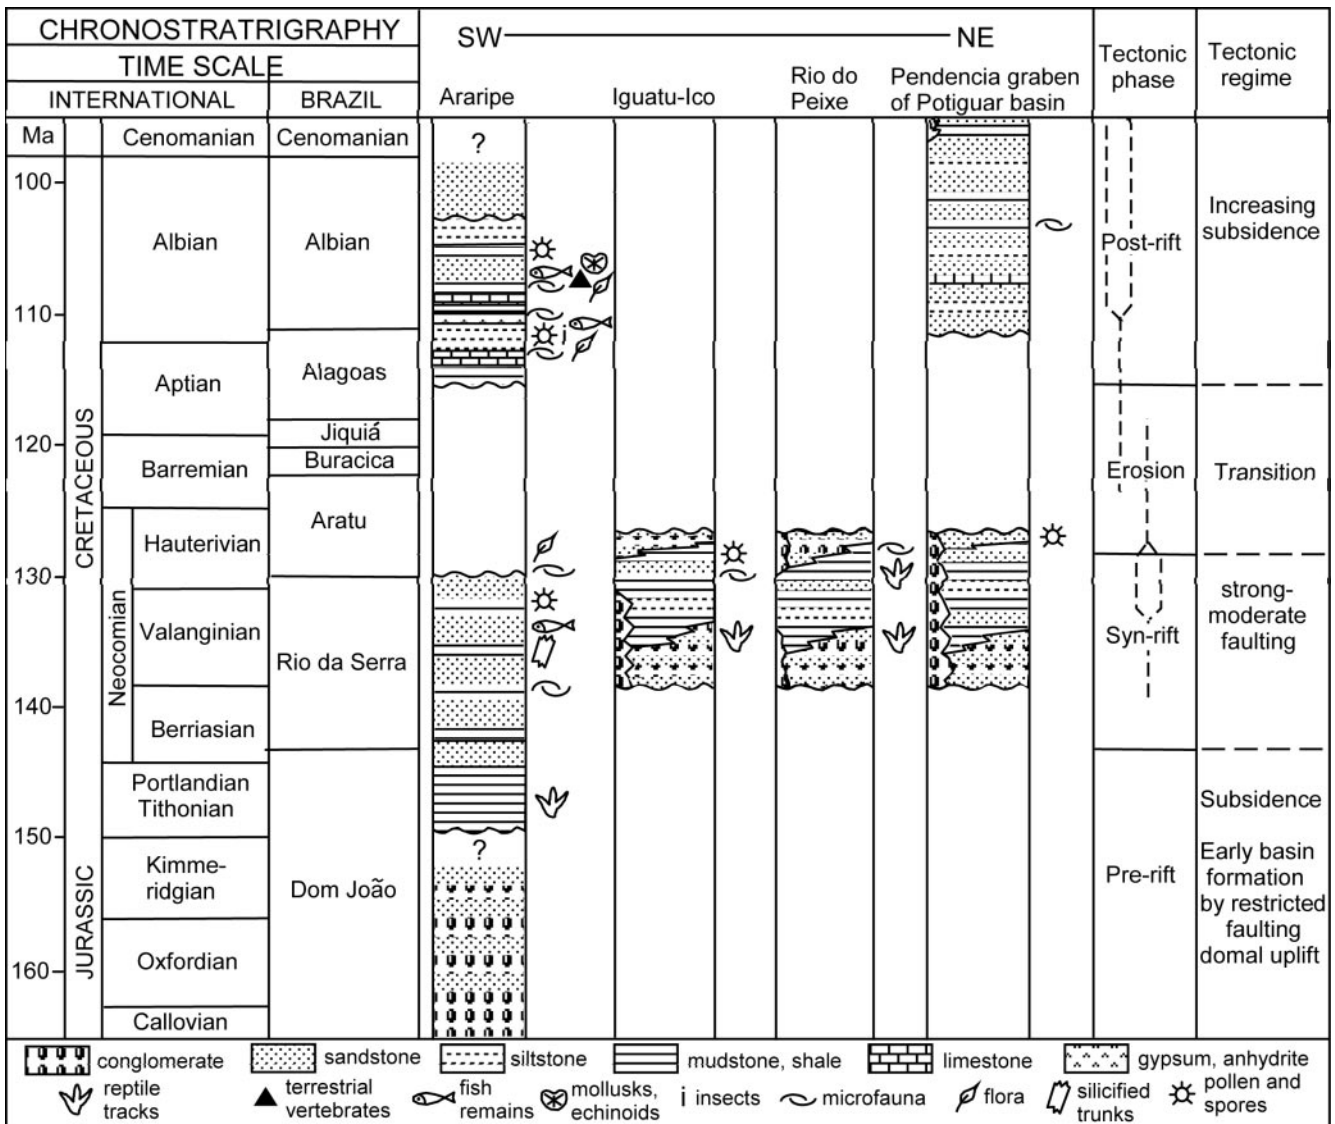 CHRONOSTRATRIGRAPHY
TIME SCALE
INTERNATIONAL
BRAZIL
SW
NE
Araripe
Iguatu-Ico
Rio do
Peixe
Pendencia graben
of Potiguar basin
Tectonic
phase
Tectonic
regime
Ma
100
110
120
130
140
150
160
CRETACEOUS
JURASSIC
Neocomian
Cenomanian
Albian
Aptian
Barremian
Hauterivian
Valanginian
Berriasian
Portlandian
Tithonian
Kimme-
ridgian
Oxfordian
Callovian
Cenomanian
Albian
Alagoas
Jiquiá
Buracica
Aratu
Rio da Serra
Dom João
?
i
?
Post-rift
Erosion
Syn-rift
Pre-rift
Increasing
subsidence
Transition
strong-
moderate
faulting
Subsidence
Early basin
formation
by restricted
faulting
domal uplift
conglomerate
sandstone
siltstone
mudstone, shale
limestone
gypsum, anhydrite
reptile
tracks
terrestrial
vertebrates
fish
remains
mollusks,
echinoids
i insects
microfauna
flora
silicified
trunks
pollen and
spores